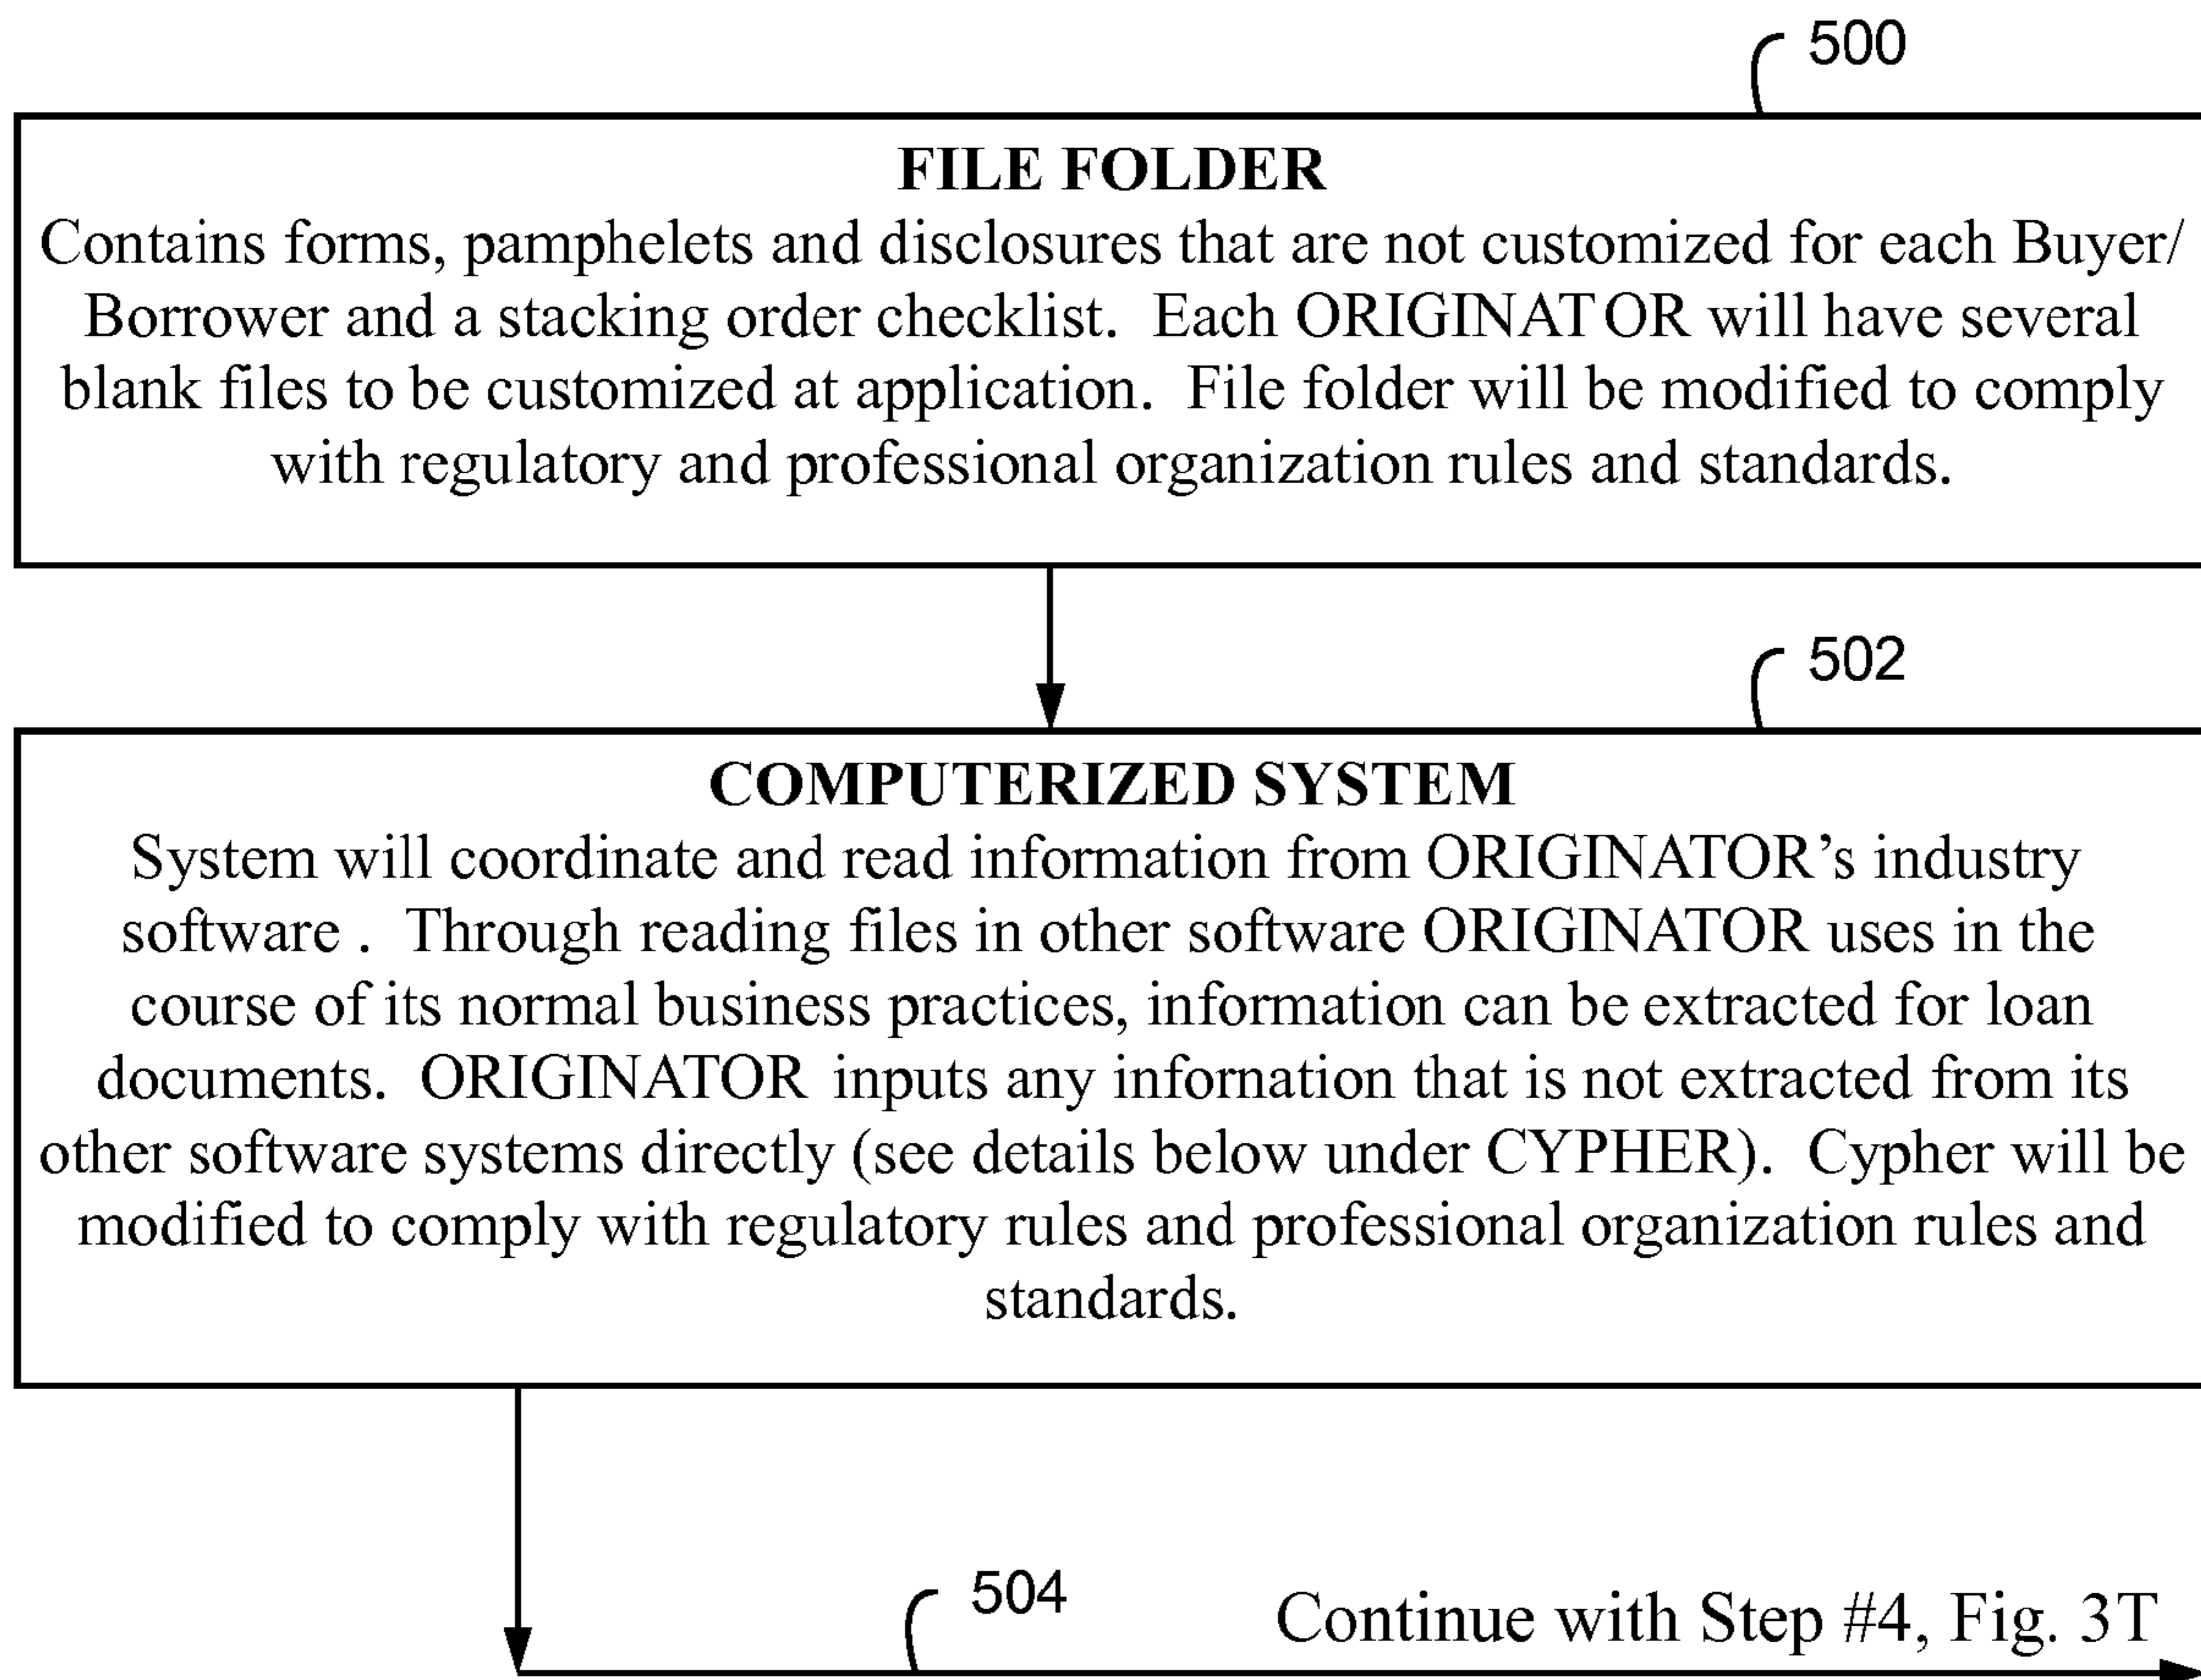 500
FILE FOLDER
Contains forms, pamphelets and disclosures that are not customized for each Buyer/
Borrower and a stacking order checklist. Each ORIGINATOR will have several
blank files to be customized at application. File folder will be modified to comply
with regulatory and professional organization rules and standards.
502
COMPUTERIZED SYSTEM
System will coordinate and read information from ORIGINATOR’s industry
software . Through reading files in other software ORIGINATOR uses in the
course of its normal business practices, information can be extracted for loan
documents. ORIGINATOR inputs any infornation that is not extracted from its
other software systems directly (see details below under CYPHER). Cypher will be
modified to comply with regulatory rules and professional organization rules and
standards.
504
Continue with Step #4, Fig. 3T